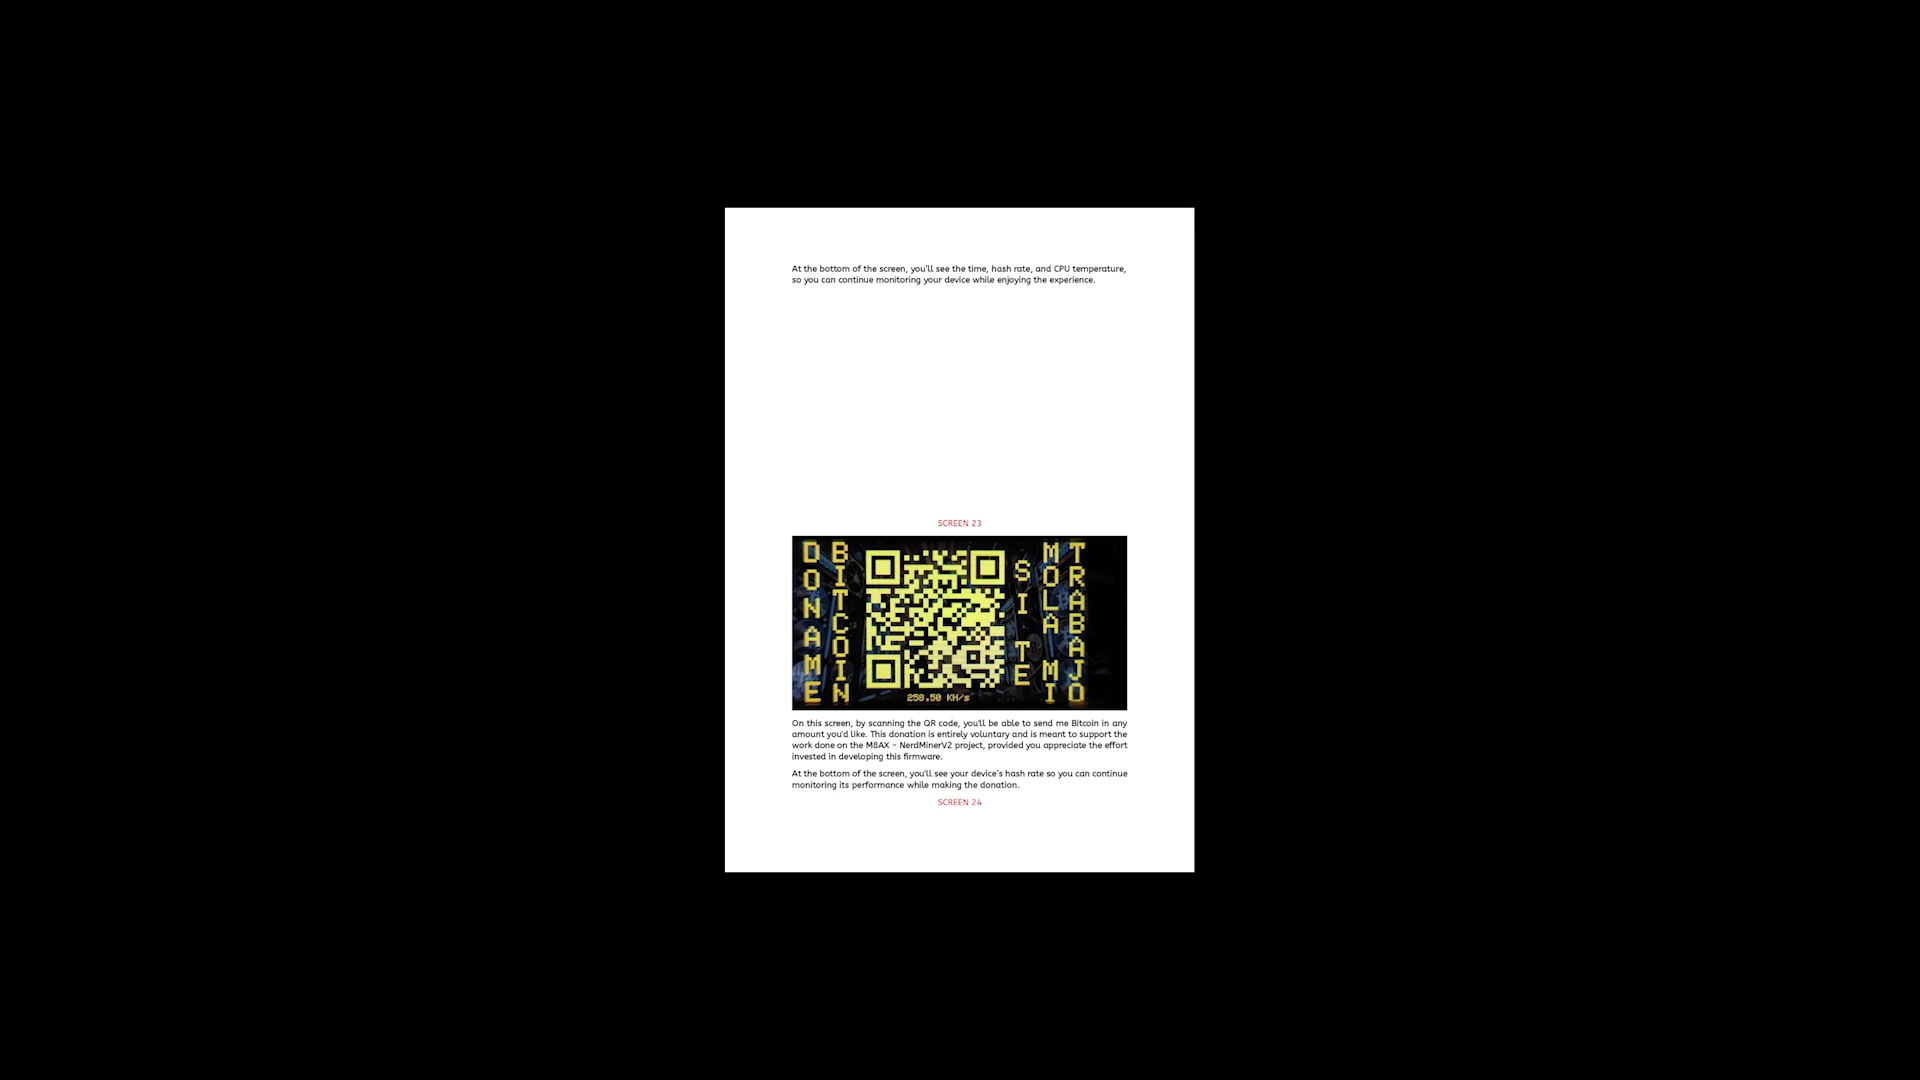 At the bottom of the screen, you'll see the time, hash rate, and CPU temperature,
so you can continue monitoring your device while enjoying the experience.
SCREEN 23
DONAME
BITCOIN
SI TE
MOLA MI
TRABAJO
258.50 KH/s
On this screen, by scanning the QR code, you'll be able to send me Bitcoin in any
amount you'd like. This donation is entirely voluntary and is meant to support the
work done on the M8AX - NerdMinerV2 project, provided you appreciate the effort
invested in developing this firmware.
At the bottom of the screen, you'll see your device's hash rate so you can continue
monitoring its performance while making the donation.
SCREEN 24